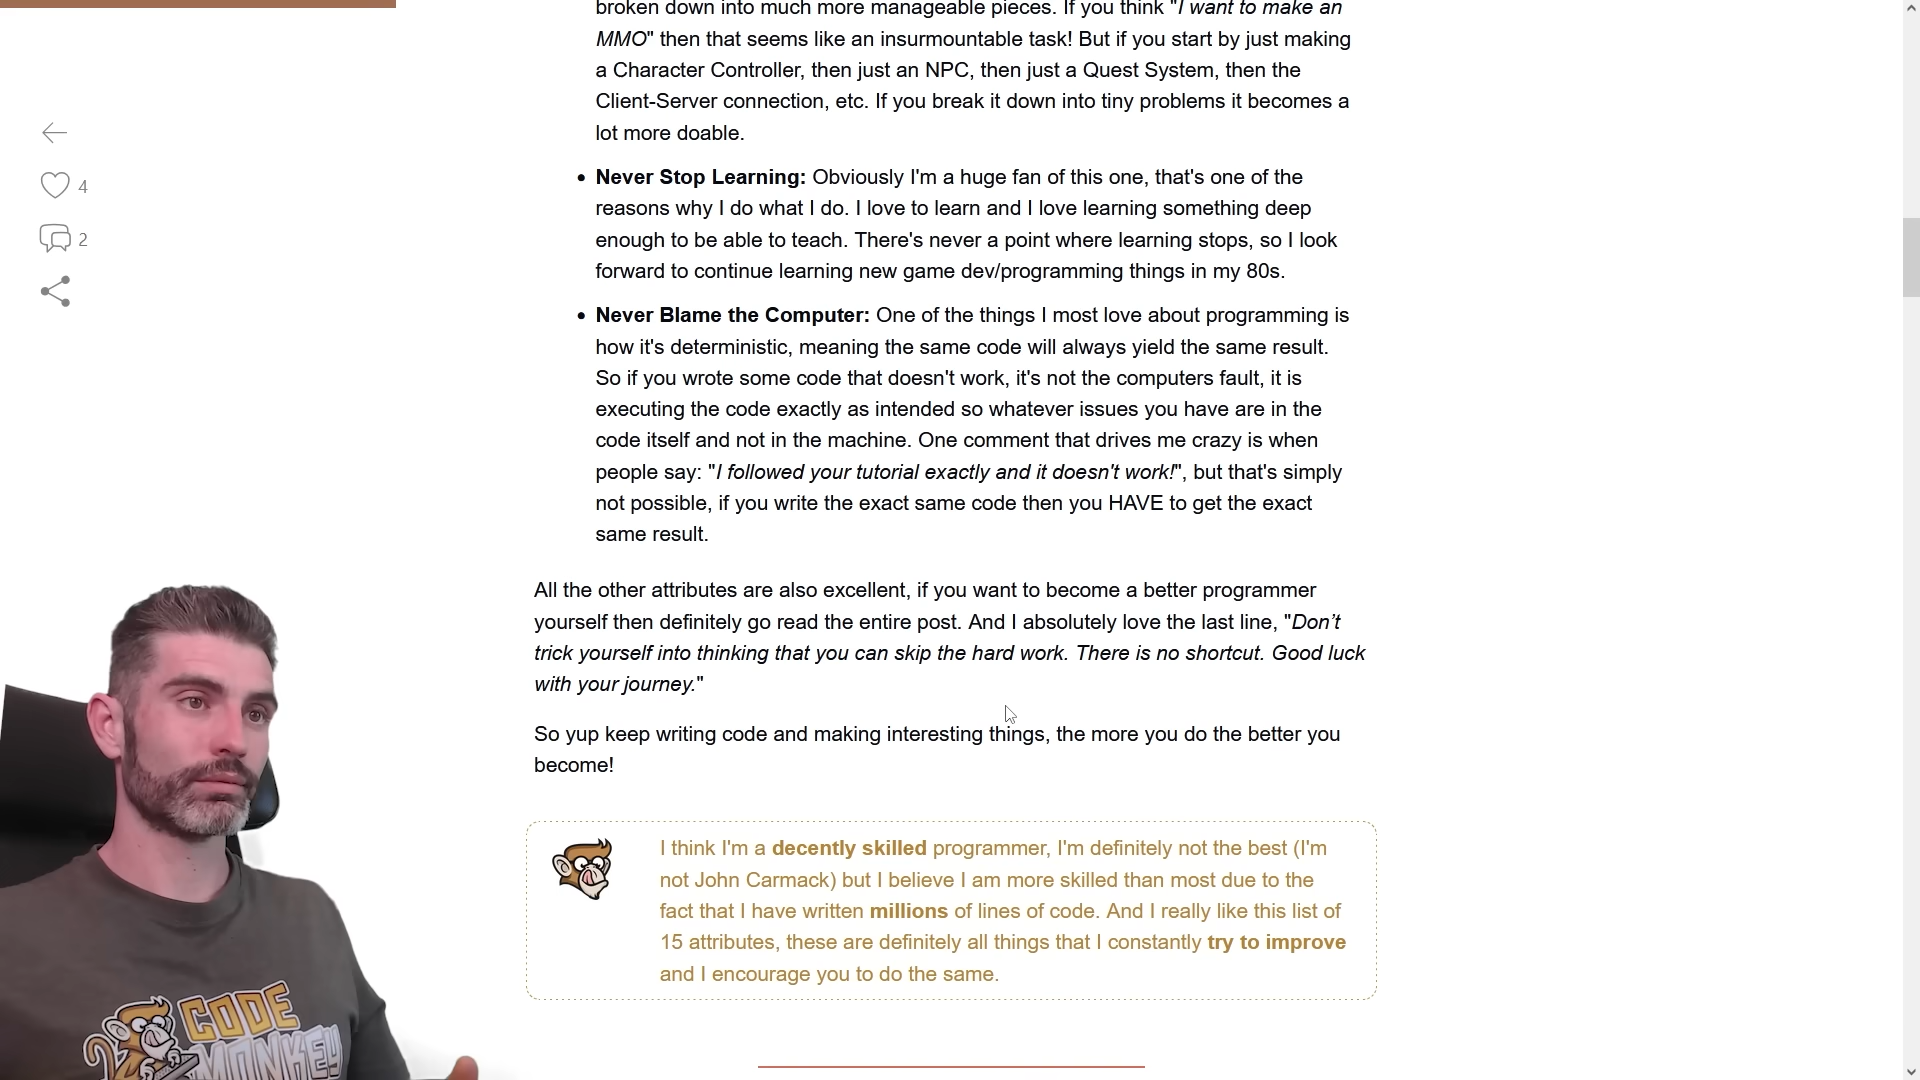 broken down into much more manageable pieces. If you think "I want to make an
MMO" then that seems like an insurmountable task! But if you start by just making
a Character Controller, then just an NPC, then just a Quest System, then the
Client-Server connection, etc. If you break it down into tiny problems it becomes a
lot more doable.
4
2
• Never Stop Learning: Obviously I'm a huge fan of this one, that's one of the
reasons why I do what I do. I love to learn and I love learning something deep
enough to be able to teach. There's never a point where learning stops, so I look
forward to continue learning new game dev/programming things in my 80s.
• Never Blame the Computer: One of the things I most love about programming is
how it's deterministic, meaning the same code will always yield the same result.
So if you wrote some code that doesn't work, it's not the computers fault, it is
executing the code exactly as intended so whatever issues you have are in the
code itself and not in the machine. One comment that drives me crazy is when
people say: "I followed your tutorial exactly and it doesn't work!", but that's simply
not possible, if you write the exact same code then you HAVE to get the exact
same result.
All the other attributes are also excellent, if you want to become a better programmer
yourself then definitely go read the entire post. And I absolutely love the last line, "Don’t
trick yourself into thinking that you can skip the hard work. There is no shortcut. Good luck
with your journey."
So yup keep writing code and making interesting things, the more you do the better you
become!
I think I'm a decently skilled programmer, I'm definitely not the best (I'm
not John Carmack) but I believe I am more skilled than most due to the
fact that I have written millions of lines of code. And I really like this list of
15 attributes, these are definitely all things that I constantly try to improve
and I encourage you to do the same.
CODE
MONKEY